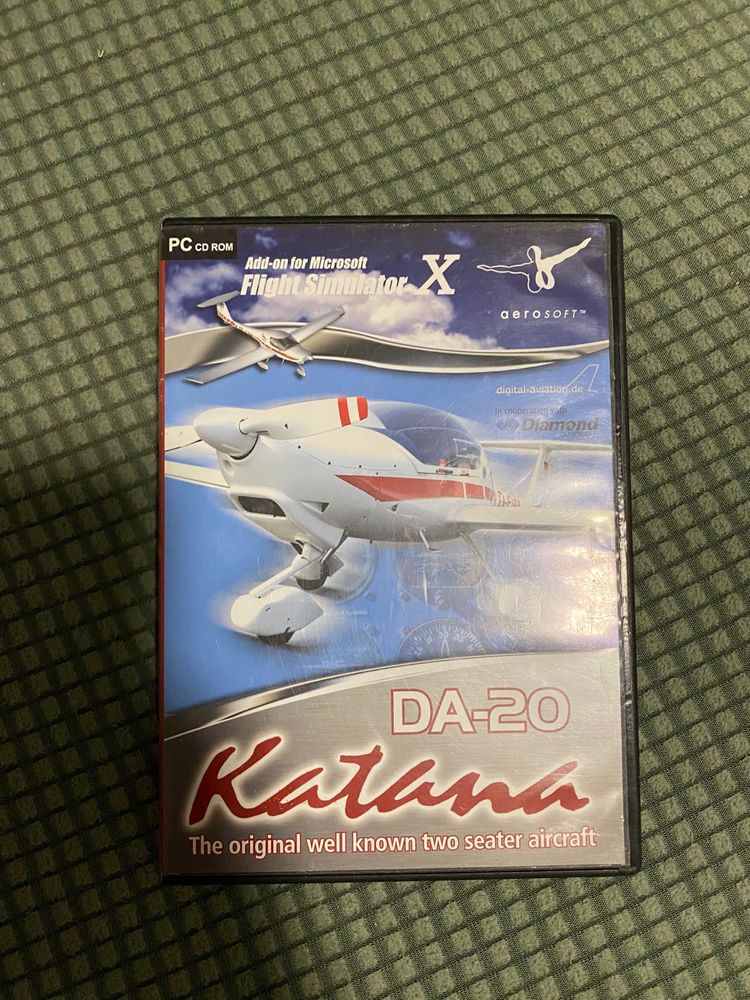 PC CD ROM
Add-on for Microsoft
Flight Simulator X
aerosoft™
digital-aviation.de
In cooperation with
Diamond
AIRCRAFT
DA-20
Katana
The original well known two seater aircraft